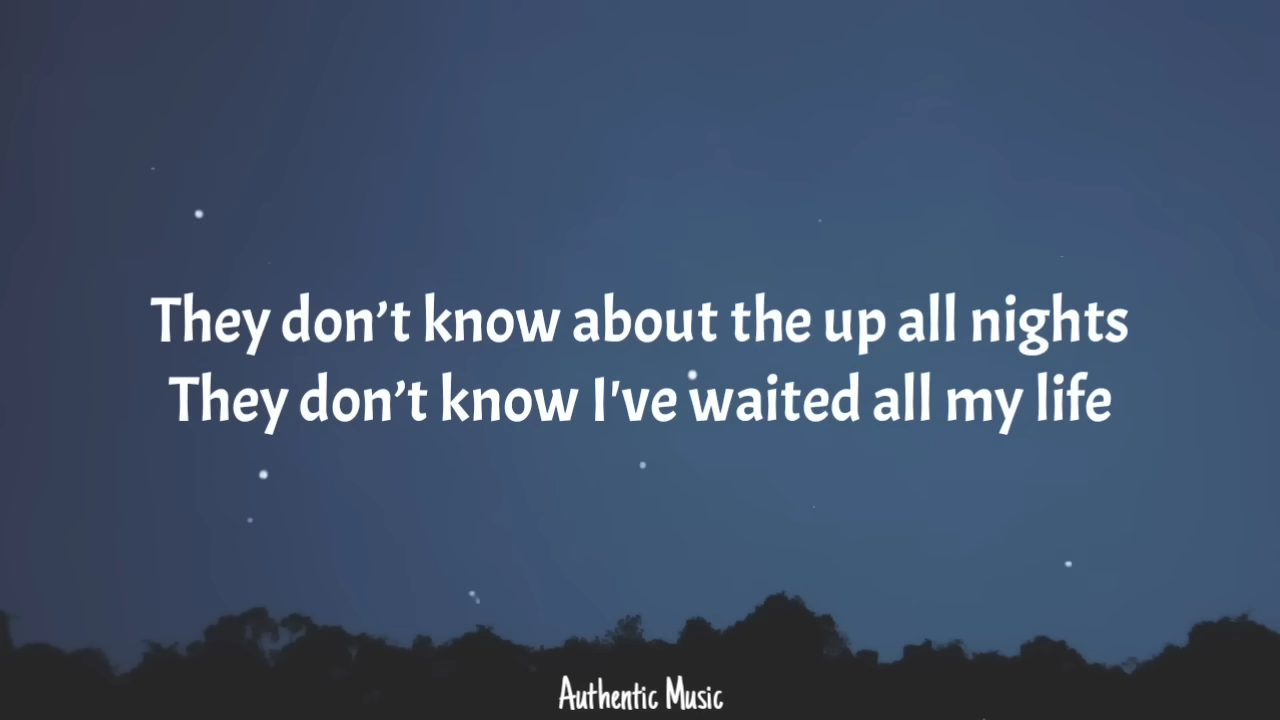 They don’t know about the up all nights
They don’t know I've waited all my life
Authentic Music